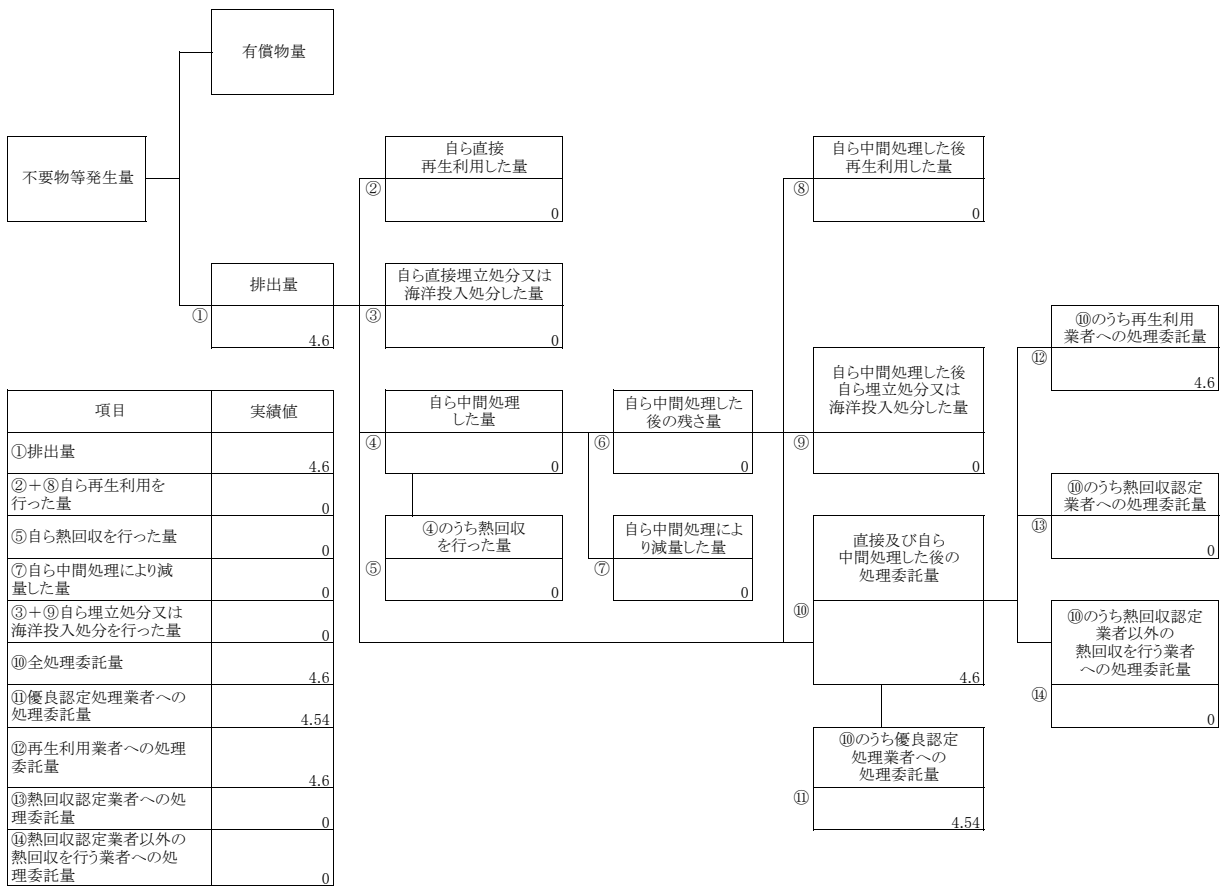 有償物量
不要物等発生量
自ら直接
再生利用した量
②
0
自ら中間処理した後
再生利用した量
⑧
0
排出量
①
4.6
自ら直接埋立処分又は
海洋投入処分した量
③
0
⑩のうち再生利用
業者への処理委託量
⑫
4.6
自ら中間処理
した量
④
0
自ら中間処理した
後の残さ量
⑥
0
自ら中間処理した後
自ら埋立処分又は
海洋投入処分した量
⑨
0
⑩のうち熱回収認定
業者への処理委託量
⑬
0
④のうち熱回収
を行った量
⑤
0
自ら中間処理によ
り減量した量
⑦
0
直接及び自ら
中間処理した後の
処理委託量
⑩
4.6
⑩のうち熱回収認定
業者以外の
熱回収を行う業者
への処理委託量
⑭
0
⑩のうち優良認定
処理業者への
処理委託量
⑪
4.54
項目 実績値
①排出量
4.6
②+⑧自ら再生利用を
行った量
0
⑤自ら熱回収を行った量
0
⑦自ら中間処理により減
量した量
0
③+⑨自ら埋立処分又は
海洋投入処分を行った量
0
⑩全処理委託量
4.6
⑪優良認定処理業者への
処理委託量
4.54
⑫再生利用業者への処理
委託量
4.6
⑬熱回収認定業者への処
理委託量
0
⑭熱回収認定業者以外の
熱回収を行う業者への処
理委託量
0